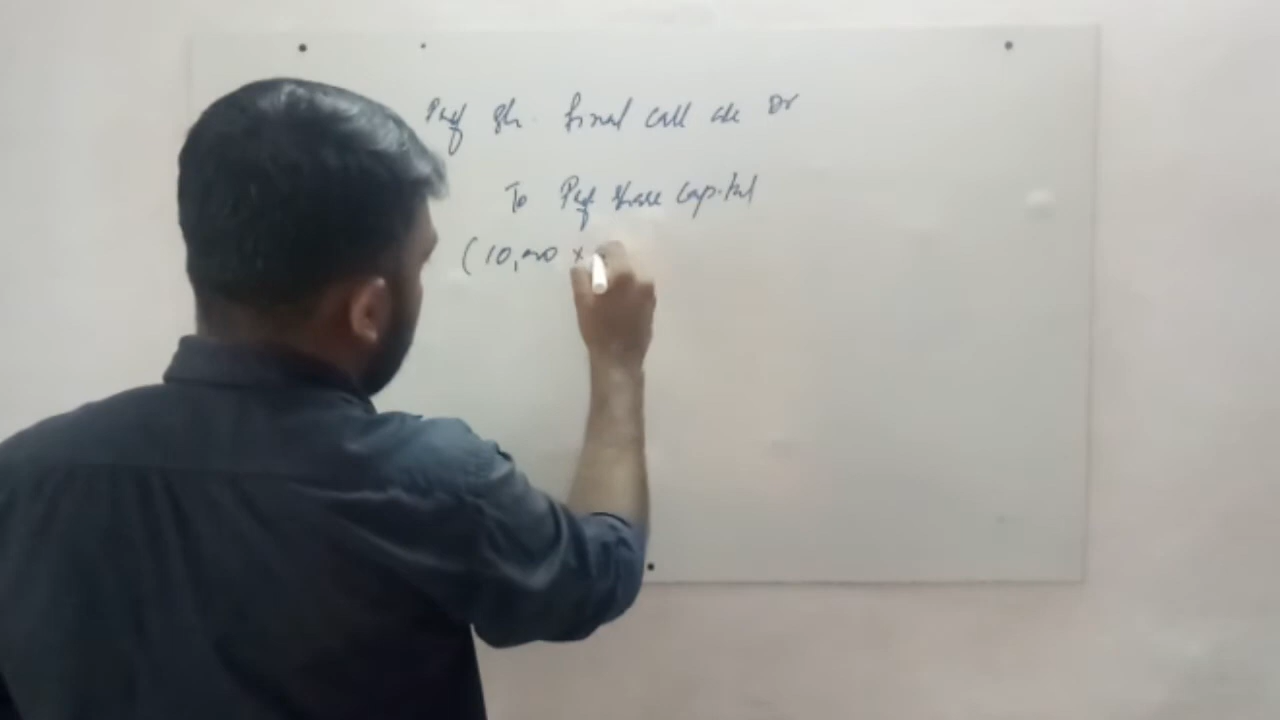 Pref Sh. final call a/c Dr
To Pref share capital
(10,000 ×